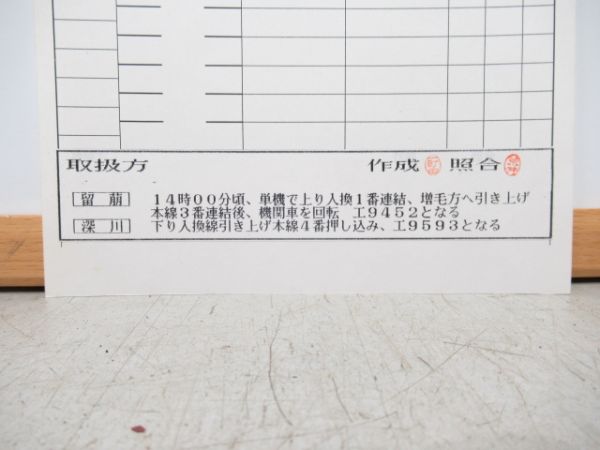 取扱方 作成 照合
留萠 14時00分頃、単機で上り入換1番連結、増毛方へ引き上げ
本線3番連結後、機関車を回転 工9452となる
深川 下り入換線引き上げ本線4番押し込み、工9593となる